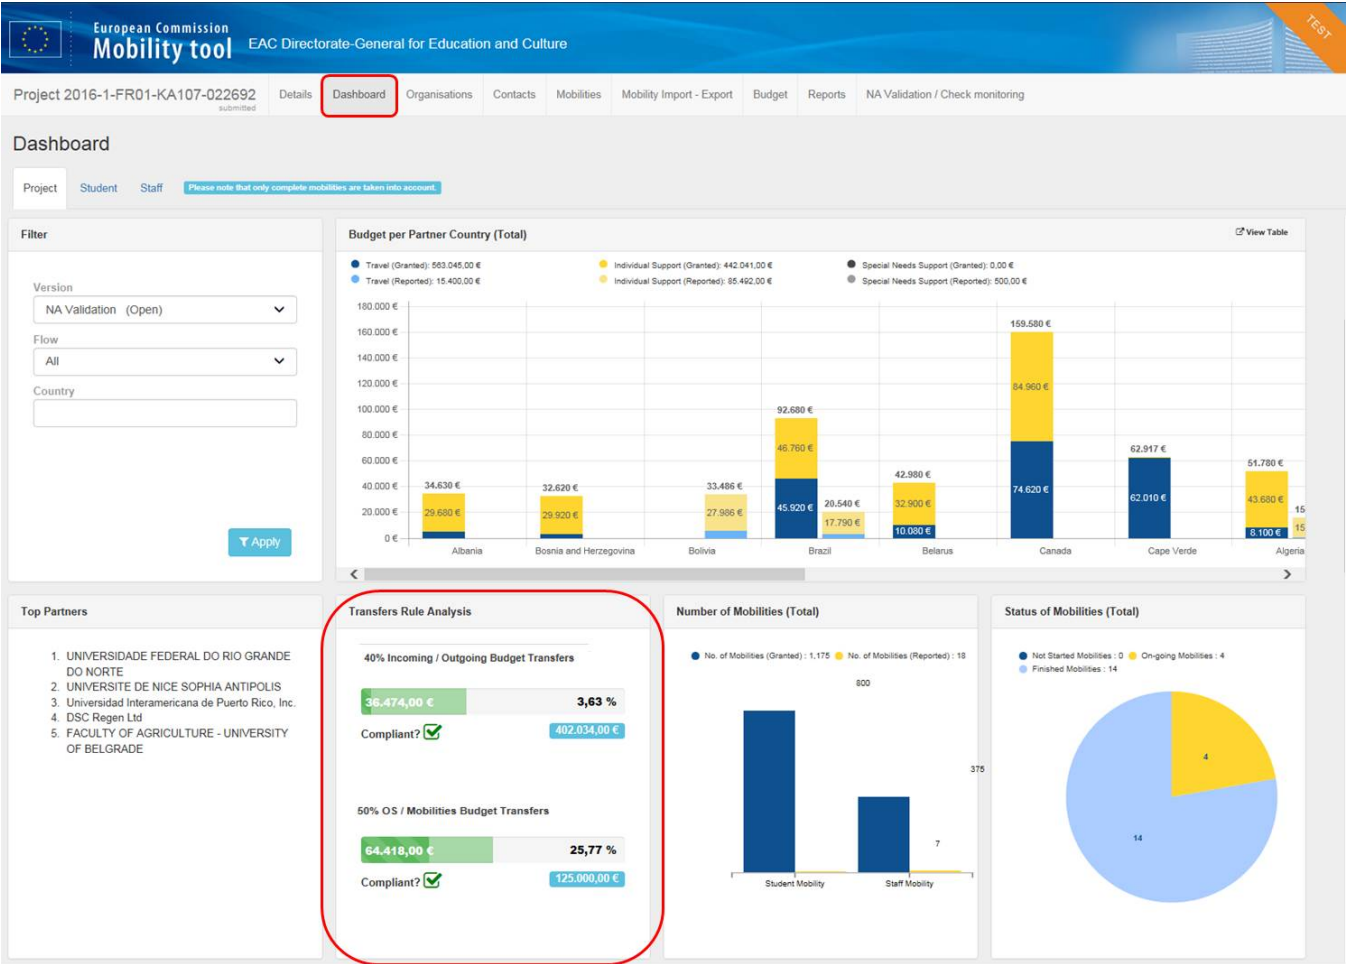 European Commission
Mobility tool
EAC Directorate-General for Education and Culture
TEST
Project 2016-1-FR01-KA107-022692
submitted
Details Dashboard Organisations Contacts Mobilities Mobility Import - Export Budget Reports NA Validation / Check monitoring
Dashboard
Project Student Staff Please note that only complete mobilities are taken into account.
Filter
Version
NA Validation (Open)
Flow
All
Country
Apply
Budget per Partner Country (Total)
View Table
Travel (Granted): 563.045,00 € Individual Support (Granted): 442.041,00 € Special Needs Support (Granted): 0,00 €
Travel (Reported): 15.400,00 € Individual Support (Reported): 85.492,00 € Special Needs Support (Reported): 500,00 €
180.000 €
160.000 €
140.000 €
120.000 €
100.000 €
80.000 €
60.000 €
40.000 €
20.000 €
0 €
34.630 €
29.680 €
32.620 €
29.920 €
33.486 €
27.986 €
92.680 €
46.760 €
45.920 €
20.540 €
17.790 €
42.980 €
32.900 €
10.080 €
159.580 €
84.960 €
74.620 €
62.917 €
62.010 €
51.780 €
43.680 €
8.100 €
15
15
Albania Bosnia and Herzegovina Bolivia Brazil Belarus Canada Cape Verde Algeria
Top Partners
1. UNIVERSIDADE FEDERAL DO RIO GRANDE
DO NORTE
2. UNIVERSITE DE NICE SOPHIA ANTIPOLIS
3. Universidad Interamericana de Puerto Rico, Inc.
4. DSC Regen Ltd
5. FACULTY OF AGRICULTURE - UNIVERSITY
OF BELGRADE
Transfers Rule Analysis
40% Incoming / Outgoing Budget Transfers
36.474,00 € 3,63 %
Compliant? 402.034,00 €
50% OS / Mobilities Budget Transfers
64.418,00 € 25,77 %
Compliant? 125.000,00 €
Number of Mobilities (Total)
No. of Mobilities (Granted) : 1,175 No. of Mobilities (Reported) : 18
800
375
7
Student Mobility Staff Mobility
Status of Mobilities (Total)
Not Started Mobilities : 0 On-going Mobilities : 4
Finished Mobilities : 14
4
14